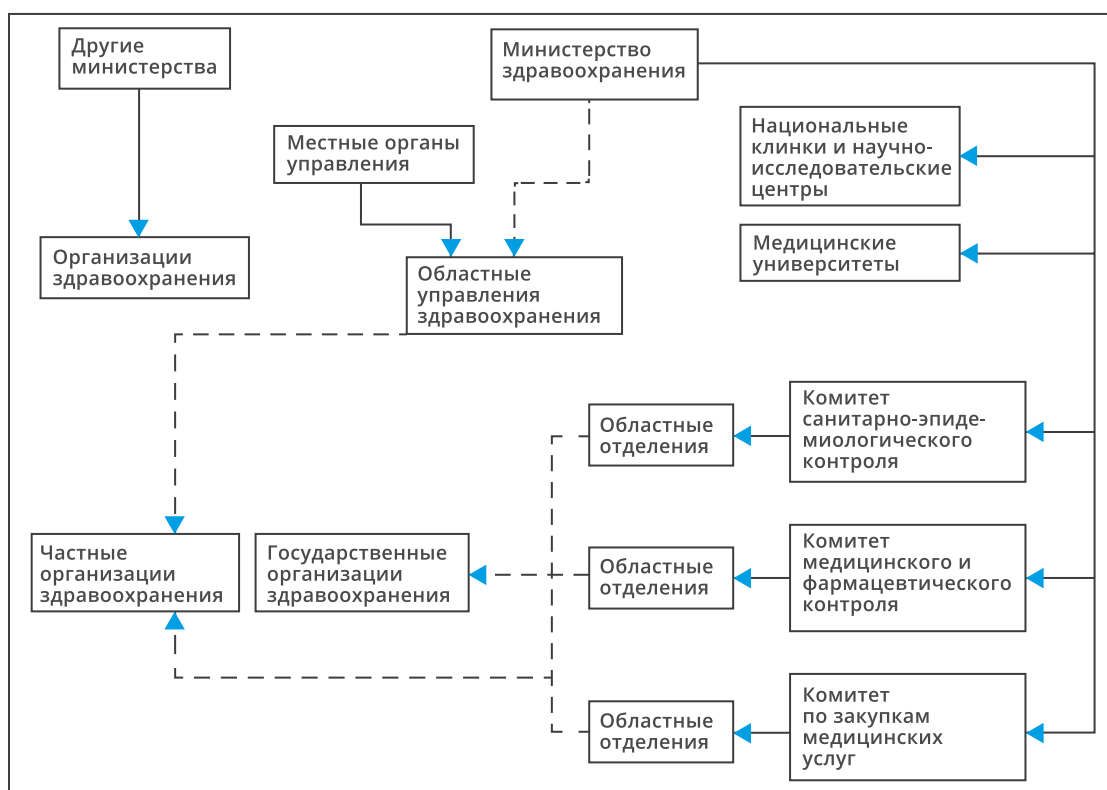 Другие
министерства
Министерство
здравоохранения
Местные органы
управления
Национальные
клинки и научно-
исследовательские
центры
Организации
здравоохранения
Областные
управления
здравоохранения
Медицинские
университеты
Областные
отделения
Комитет
санитарно-эпиде-
миологического
контроля
Частные
организации
здравоохранения
Государственные
организации
здравоохранения
Областные
отделения
Комитет
медицинского и
фармацевтического
контроля
Областные
отделения
Комитет
по закупкам
медицинских
услуг